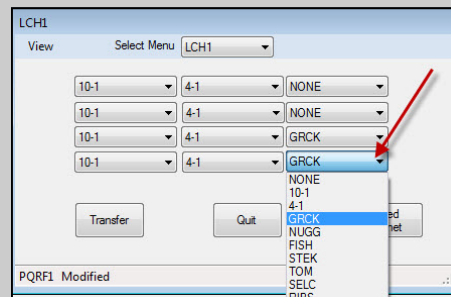 LCH1
View Select Menu LCH1
10-1 4-1 NONE
10-1 4-1 NONE
10-1 4-1 GRCK
10-1 4-1 GRCK
NONE
10-1
4-1
Transfer Quit GRCK
NUGG
FISH
STEK
TOM
PQRF1 Modified
SELC